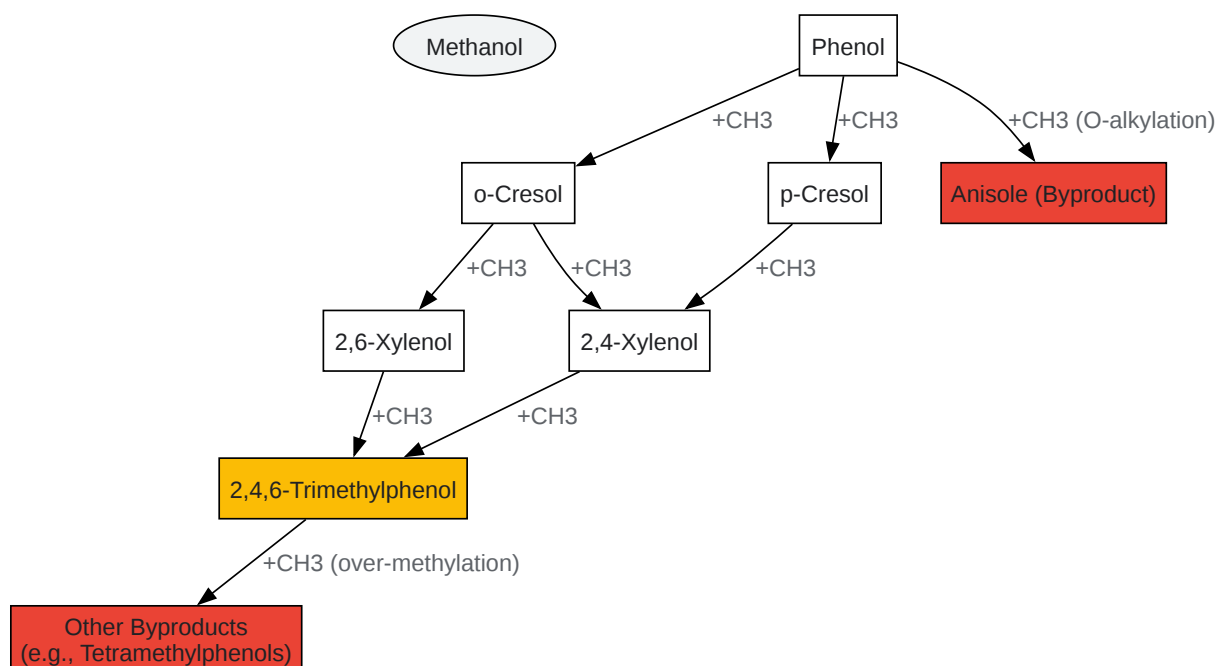 Methanol
Phenol
+CH3
+CH3
+CH3 (O-alkylation)
o-Cresol
p-Cresol
Anisole (Byproduct)
+CH3
+CH3
+CH3
2,6-Xylenol
2,4-Xylenol
+CH3
+CH3
2,4,6-Trimethylphenol
+CH3 (over-methylation)
Other Byproducts
(e.g., Tetramethylphenols)